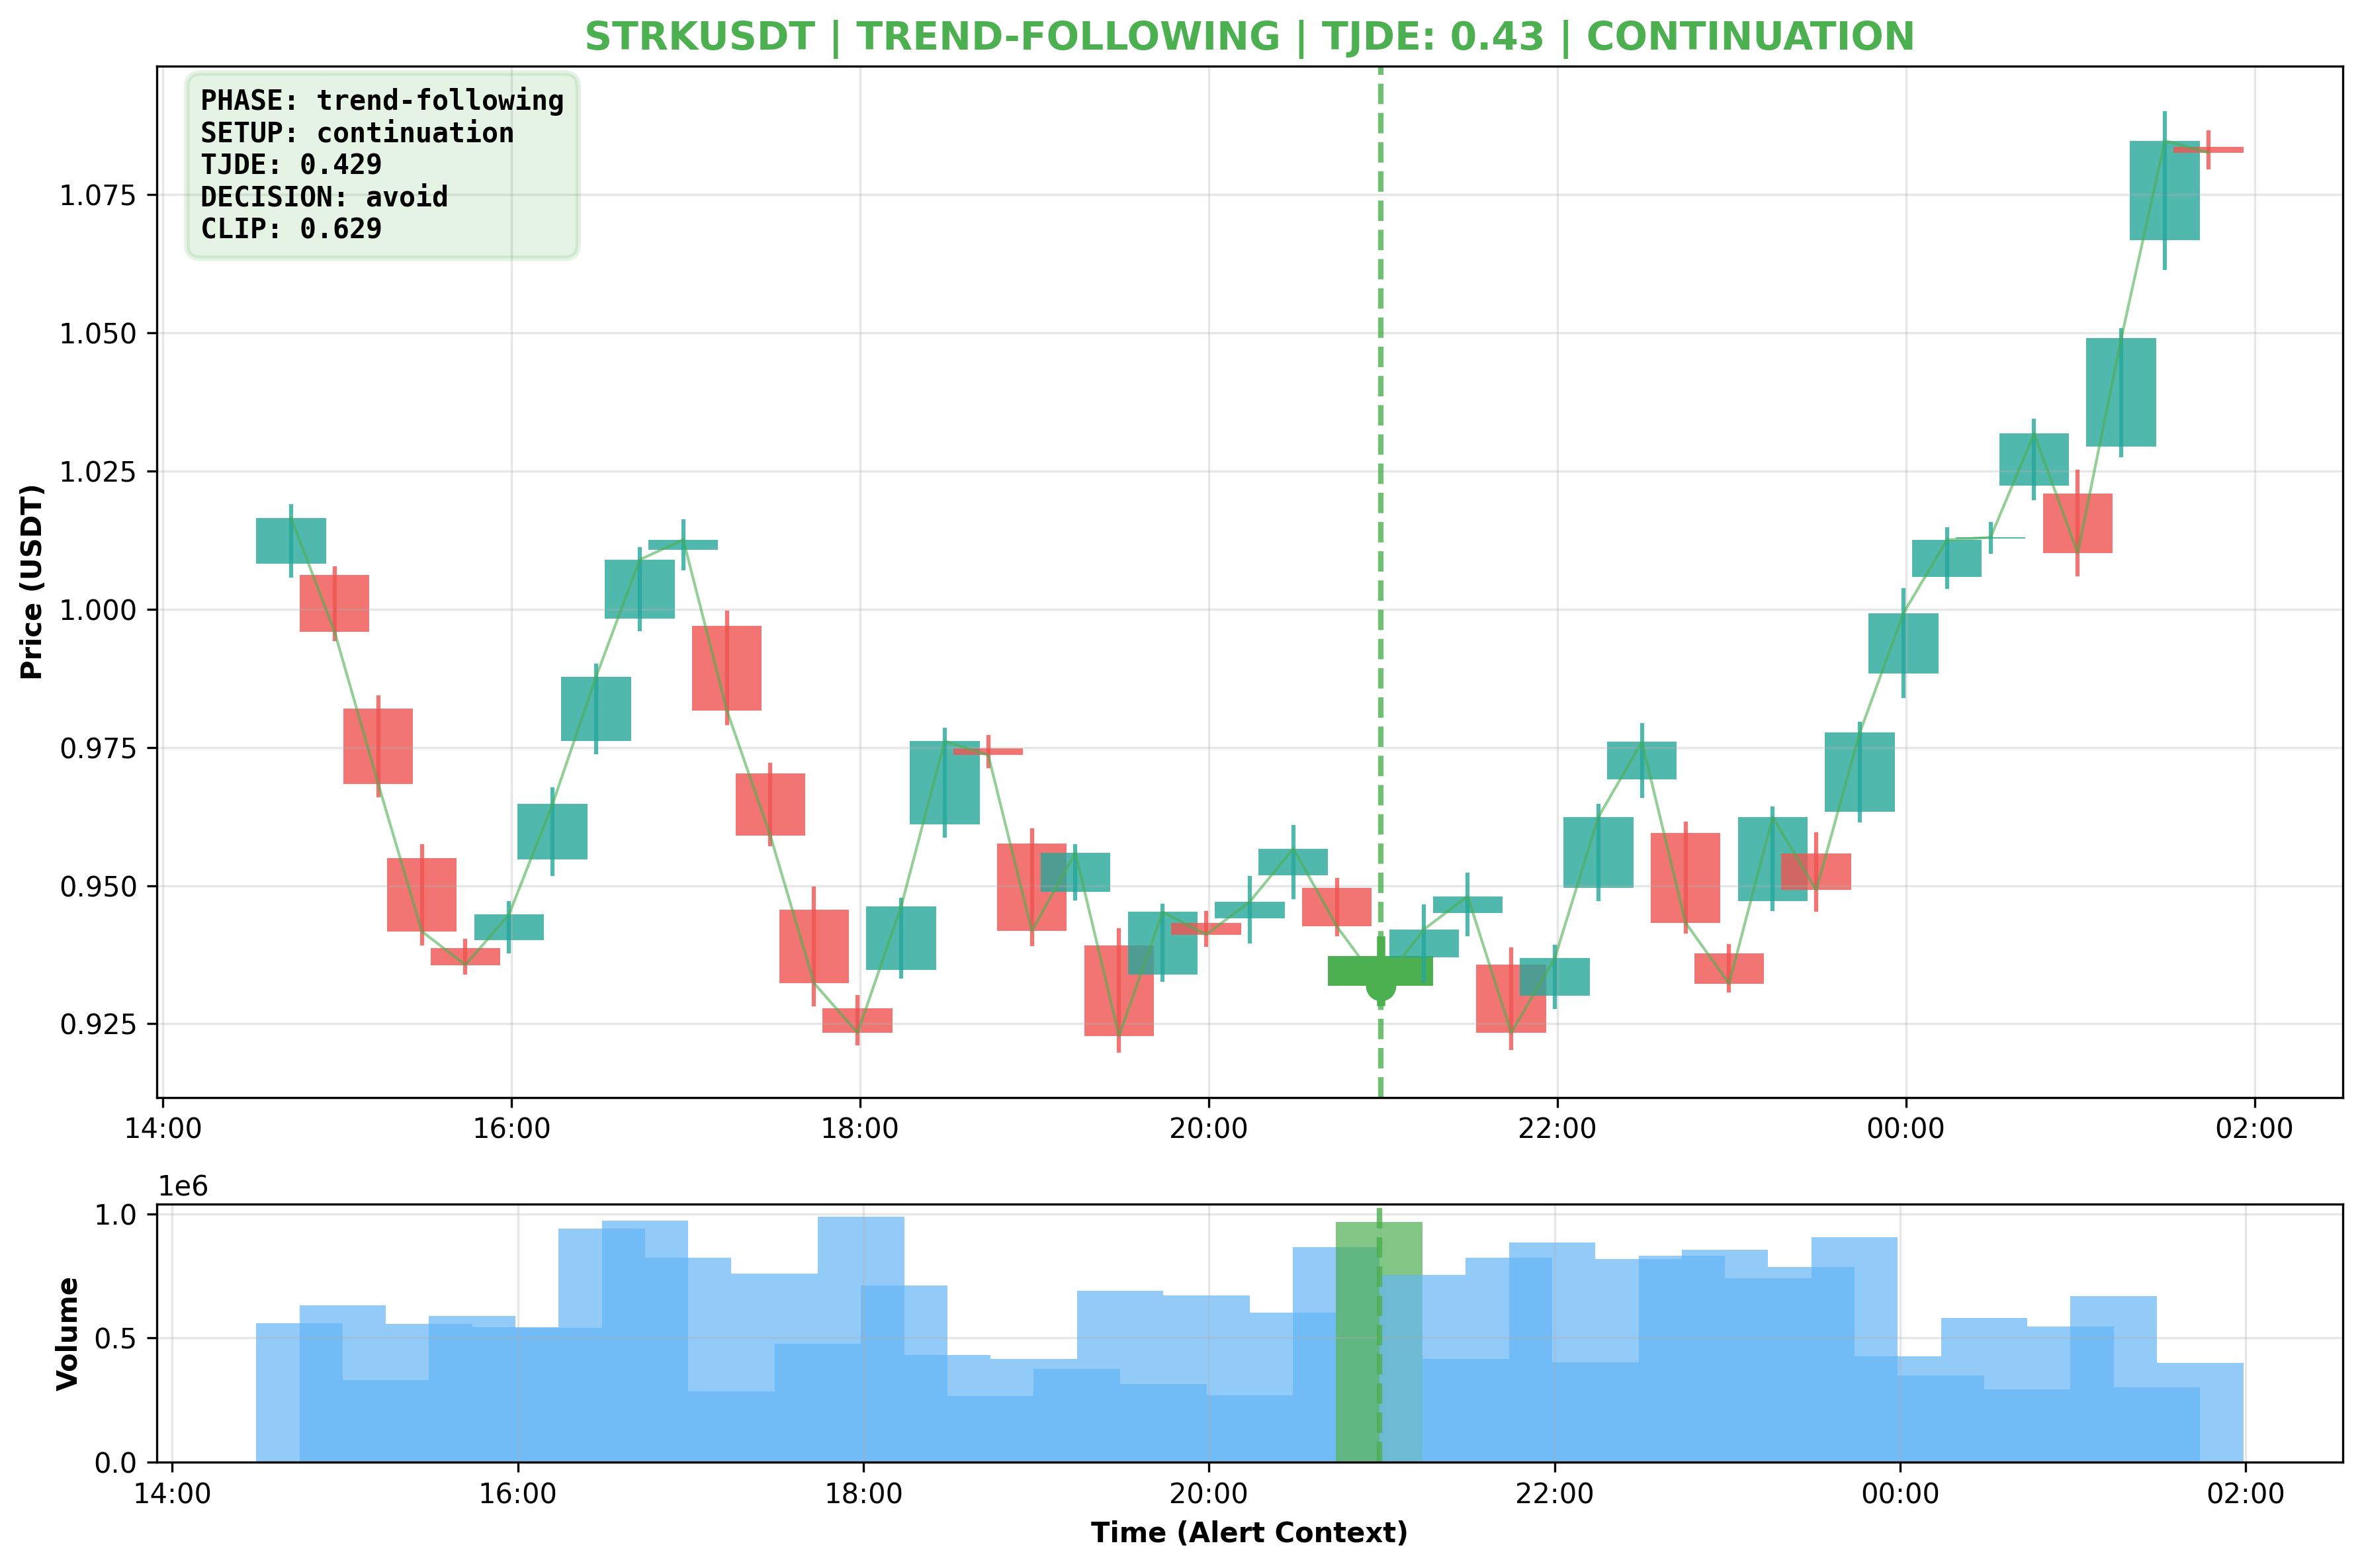 STRKUSDT | TREND-FOLLOWING | TJDE: 0.43 | CONTINUATION
PHASE: trend-following
SETUP: continuation
TJDE: 0.429
DECISION: avoid
CLIP: 0.629
Price (USDT)
1.075
1.050
1.025
1.000
0.975
0.950
0.925
14:00 16:00 18:00 20:00 22:00 00:00 02:00
1e6
Volume
1.0
0.5
0.0
14:00 16:00 18:00 20:00 22:00 00:00 02:00
Time (Alert Context)